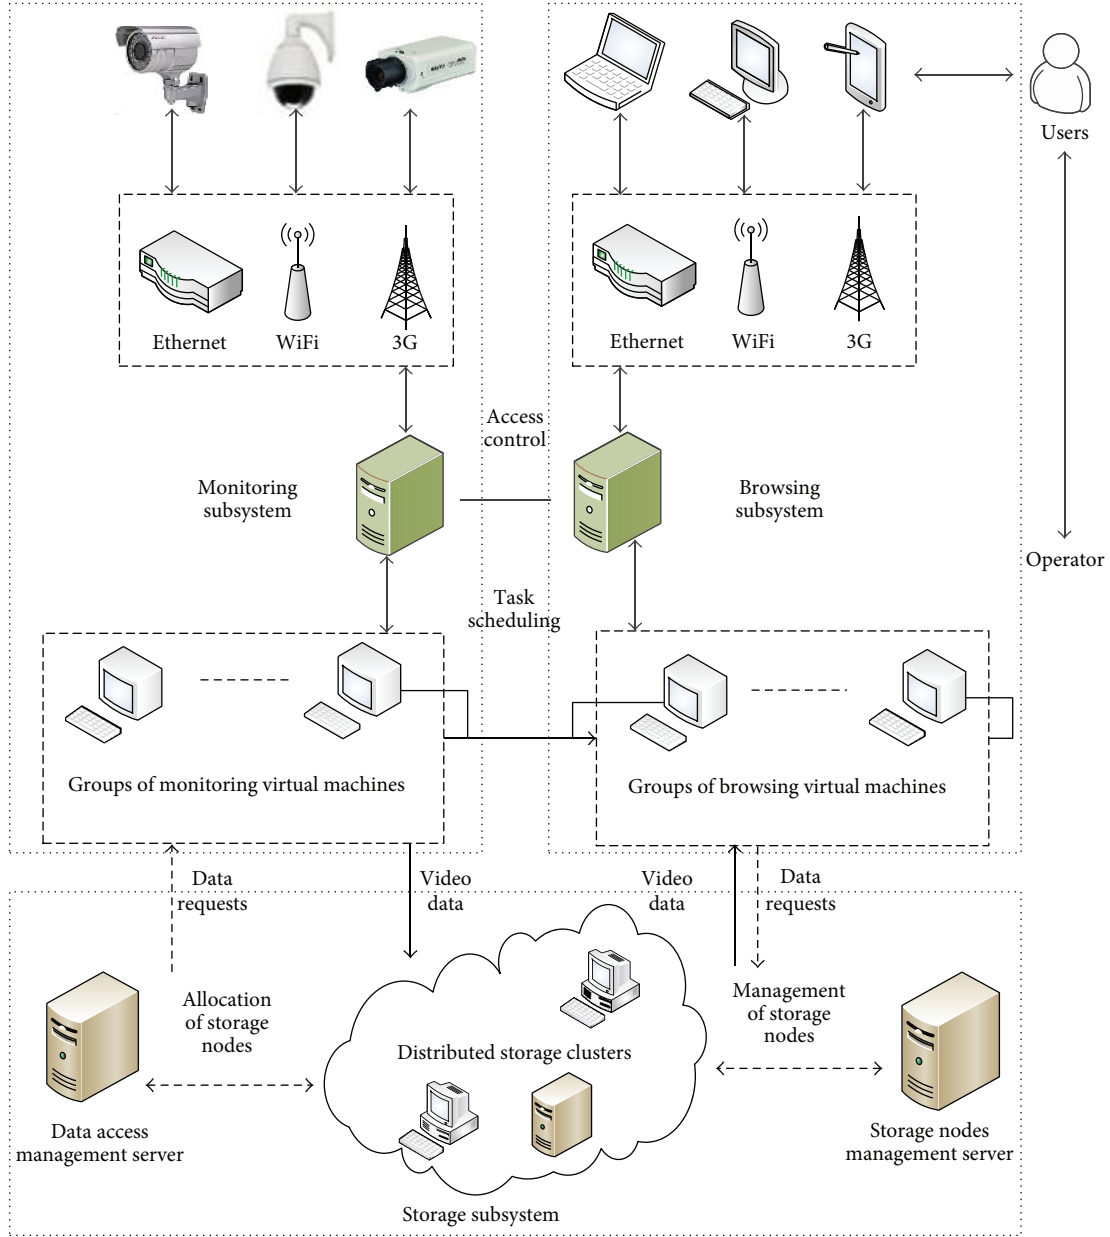 Users
Ethernet
WiFi
3G
Ethernet
WiFi
3G
Access
control
Monitoring
subsystem
Browsing
subsystem
Operator
Task
scheduling
Groups of monitoring virtual machines
Groups of browsing virtual machines
Data
requests
Video
data
Video
data
Data
requests
Allocation
of storage
nodes
Management
of storage
nodes
Distributed storage clusters
Data access
management server
Storage nodes
management server
Storage subsystem